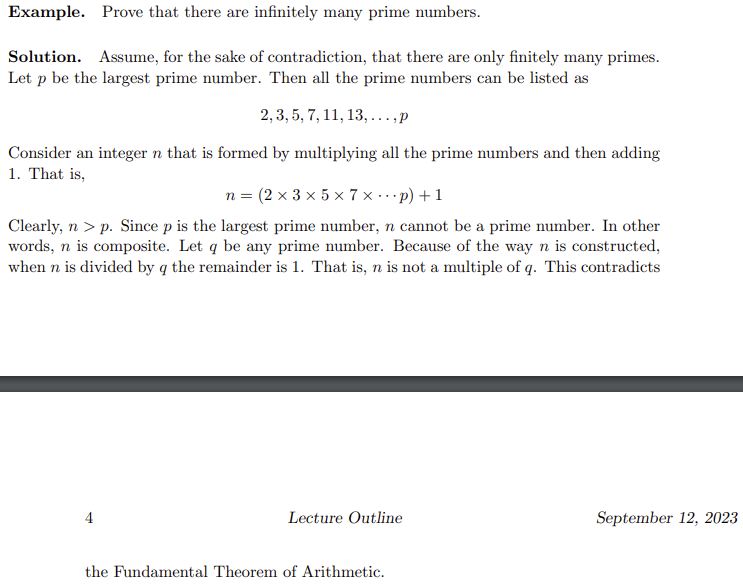 Example. Prove that there are infinitely many prime numbers.
Solution. Assume, for the sake of contradiction, that there are only finitely many primes.
Let p be the largest prime number. Then all the prime numbers can be listed as
2, 3, 5, 7, 11, 13, . . . , p
Consider an integer n that is formed by multiplying all the prime numbers and then adding
1. That is,
n = (2 × 3 × 5 × 7 × · · · p) + 1
Clearly, n > p. Since p is the largest prime number, n cannot be a prime number. In other
words, n is composite. Let q be any prime number. Because of the way n is constructed,
when n is divided by q the remainder is 1. That is, n is not a multiple of q. This contradicts
4 Lecture Outline September 12, 2023
the Fundamental Theorem of Arithmetic.